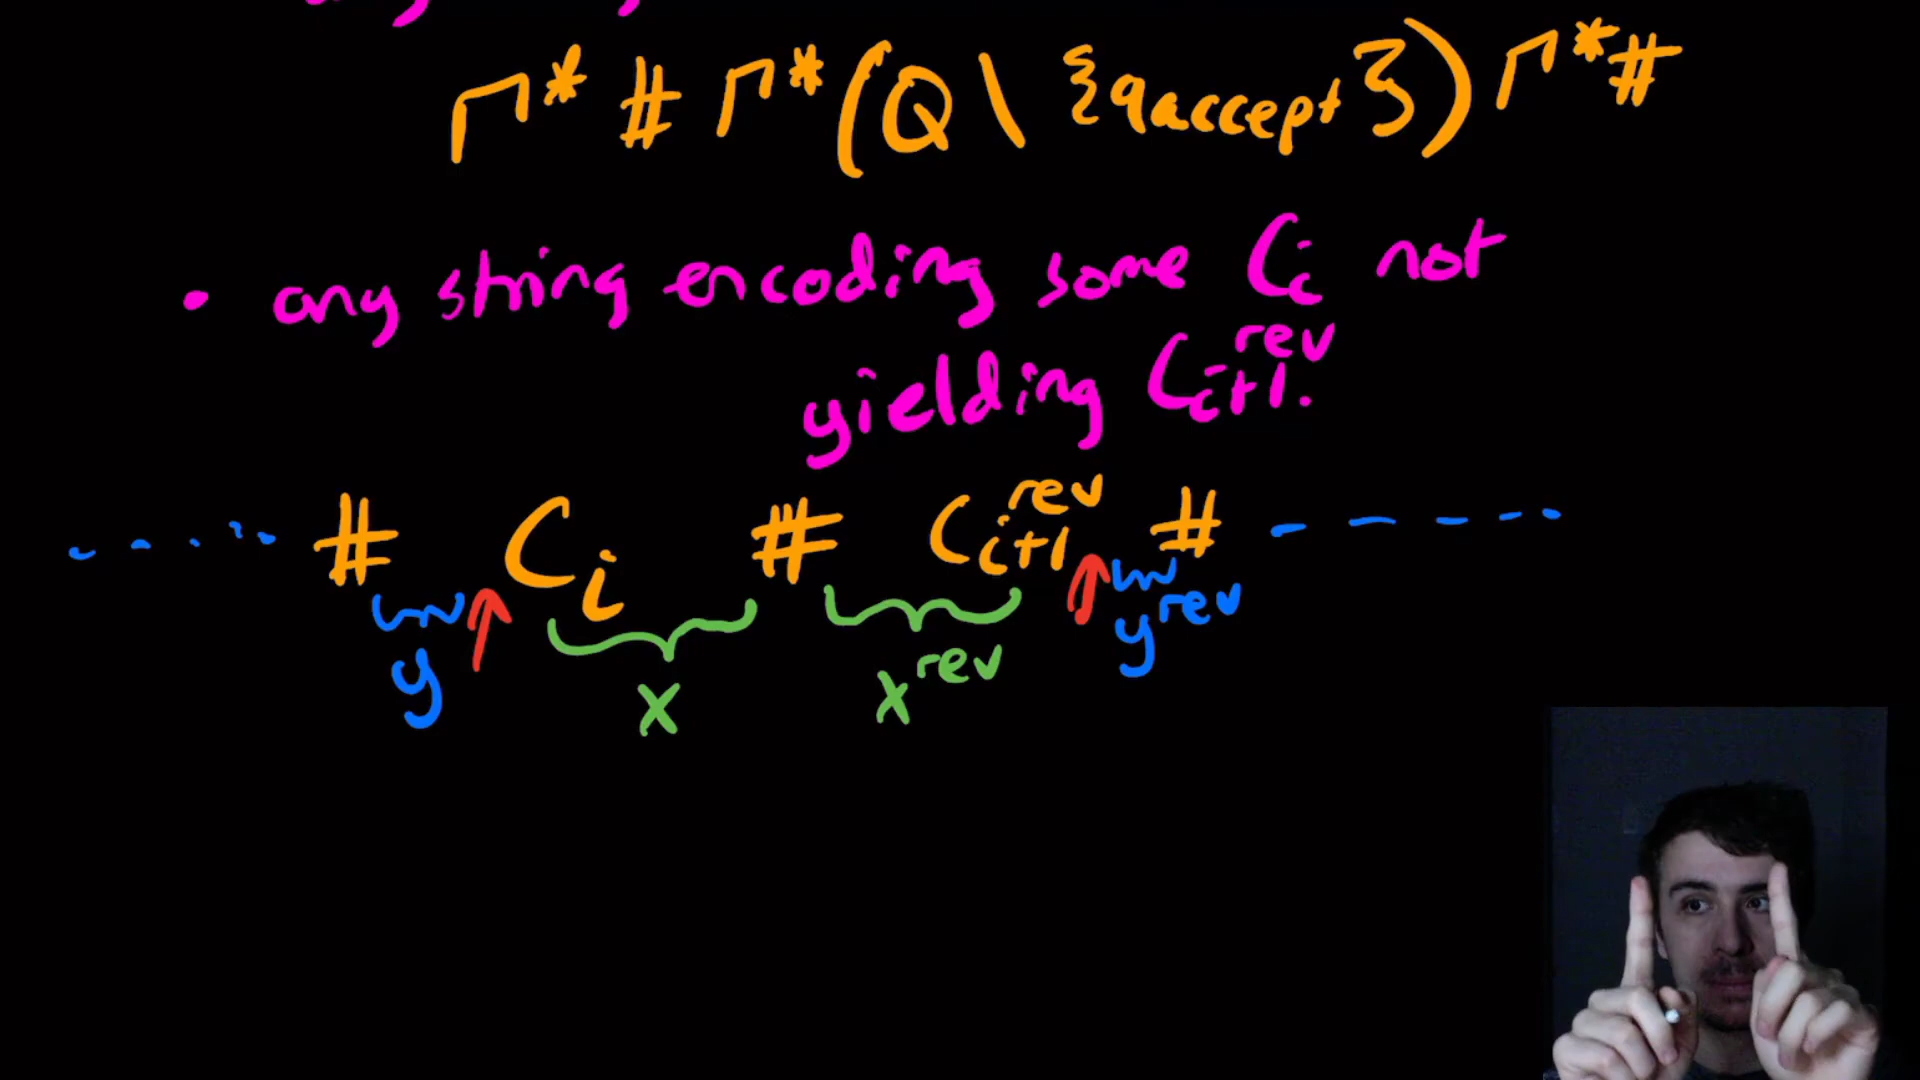 Γ* # Γ* (Q \ {qaccept}) Γ* #
• any string encoding some Cᵢ not
yielding Cᵢ₊₁ʳᵉᵛ.
# Cᵢ # Cᵢ₊₁ʳᵉᵛ #
y x xʳᵉᵛ yʳᵉᵛ